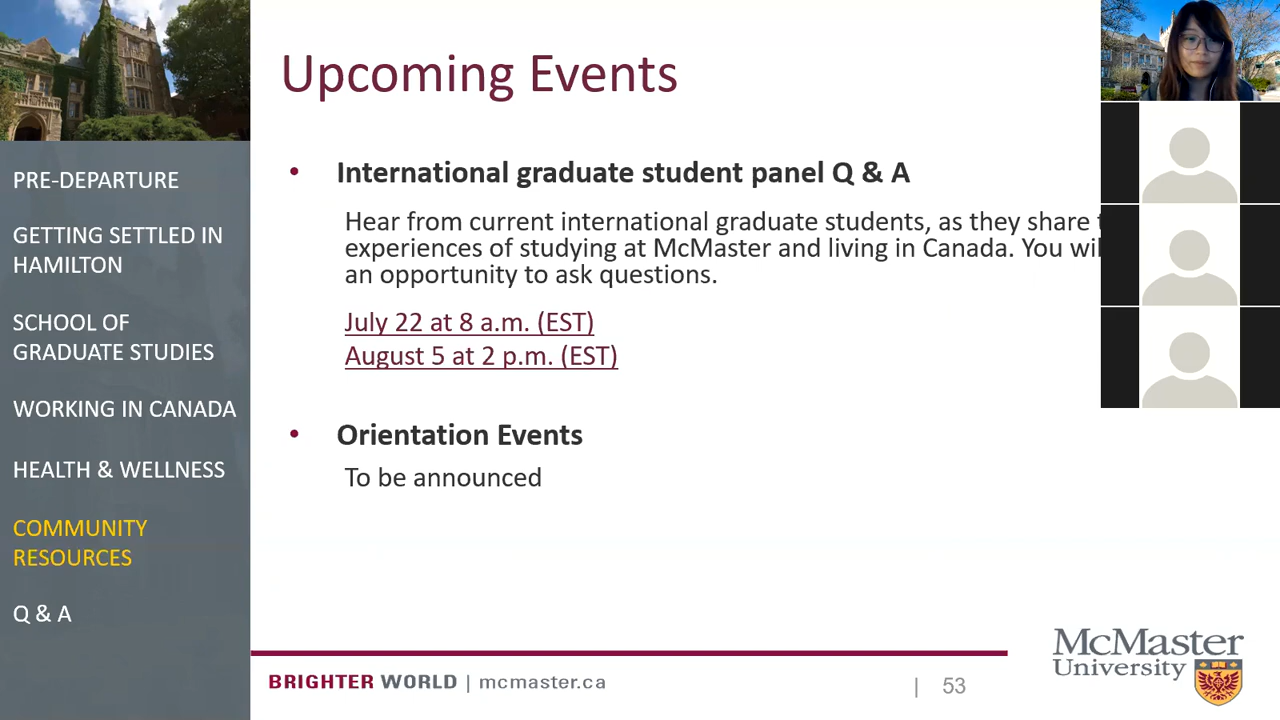 Upcoming Events
PRE-DEPARTURE
GETTING SETTLED IN
HAMILTON
SCHOOL OF
GRADUATE STUDIES
WORKING IN CANADA
HEALTH & WELLNESS
COMMUNITY
RESOURCES
Q & A
• International graduate student panel Q & A
Hear from current international graduate students, as they share
experiences of studying at McMaster and living in Canada. You
an opportunity to ask questions.
July 22 at 8 a.m. (EST)
August 5 at 2 p.m. (EST)
• Orientation Events
To be announced
BRIGHTER WORLD | mcmaster.ca
| 53
McMaster
University